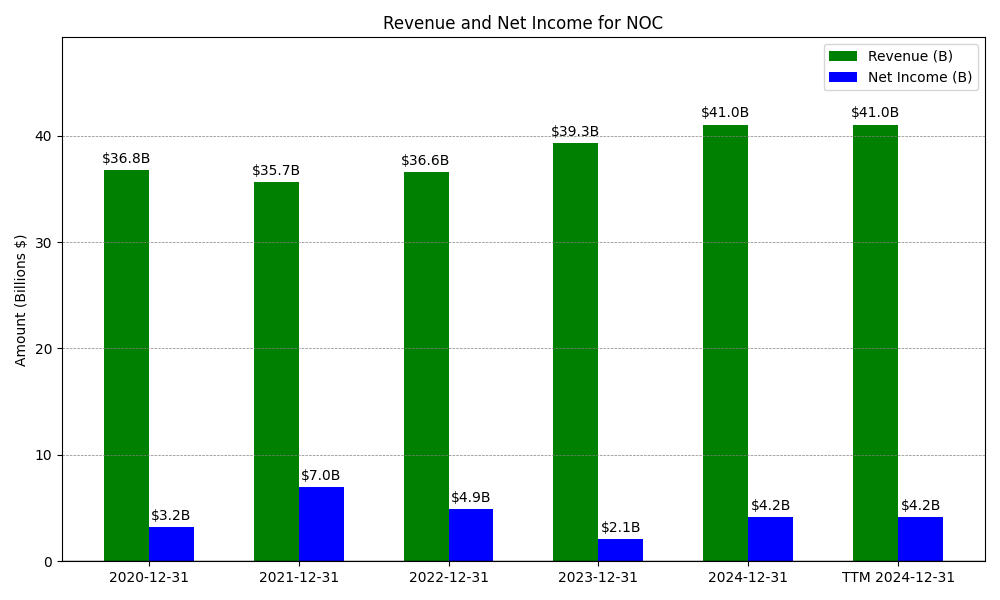 Revenue and Net Income for NOC
Revenue (B)
Net Income (B)
Amount (Billions $)
40
30
20
10
0
$36.8B
$35.7B
$36.6B
$39.3B
$41.0B
$41.0B
$3.2B
$7.0B
$4.9B
$2.1B
$4.2B
$4.2B
2020-12-31
2021-12-31
2022-12-31
2023-12-31
2024-12-31
TTM 2024-12-31